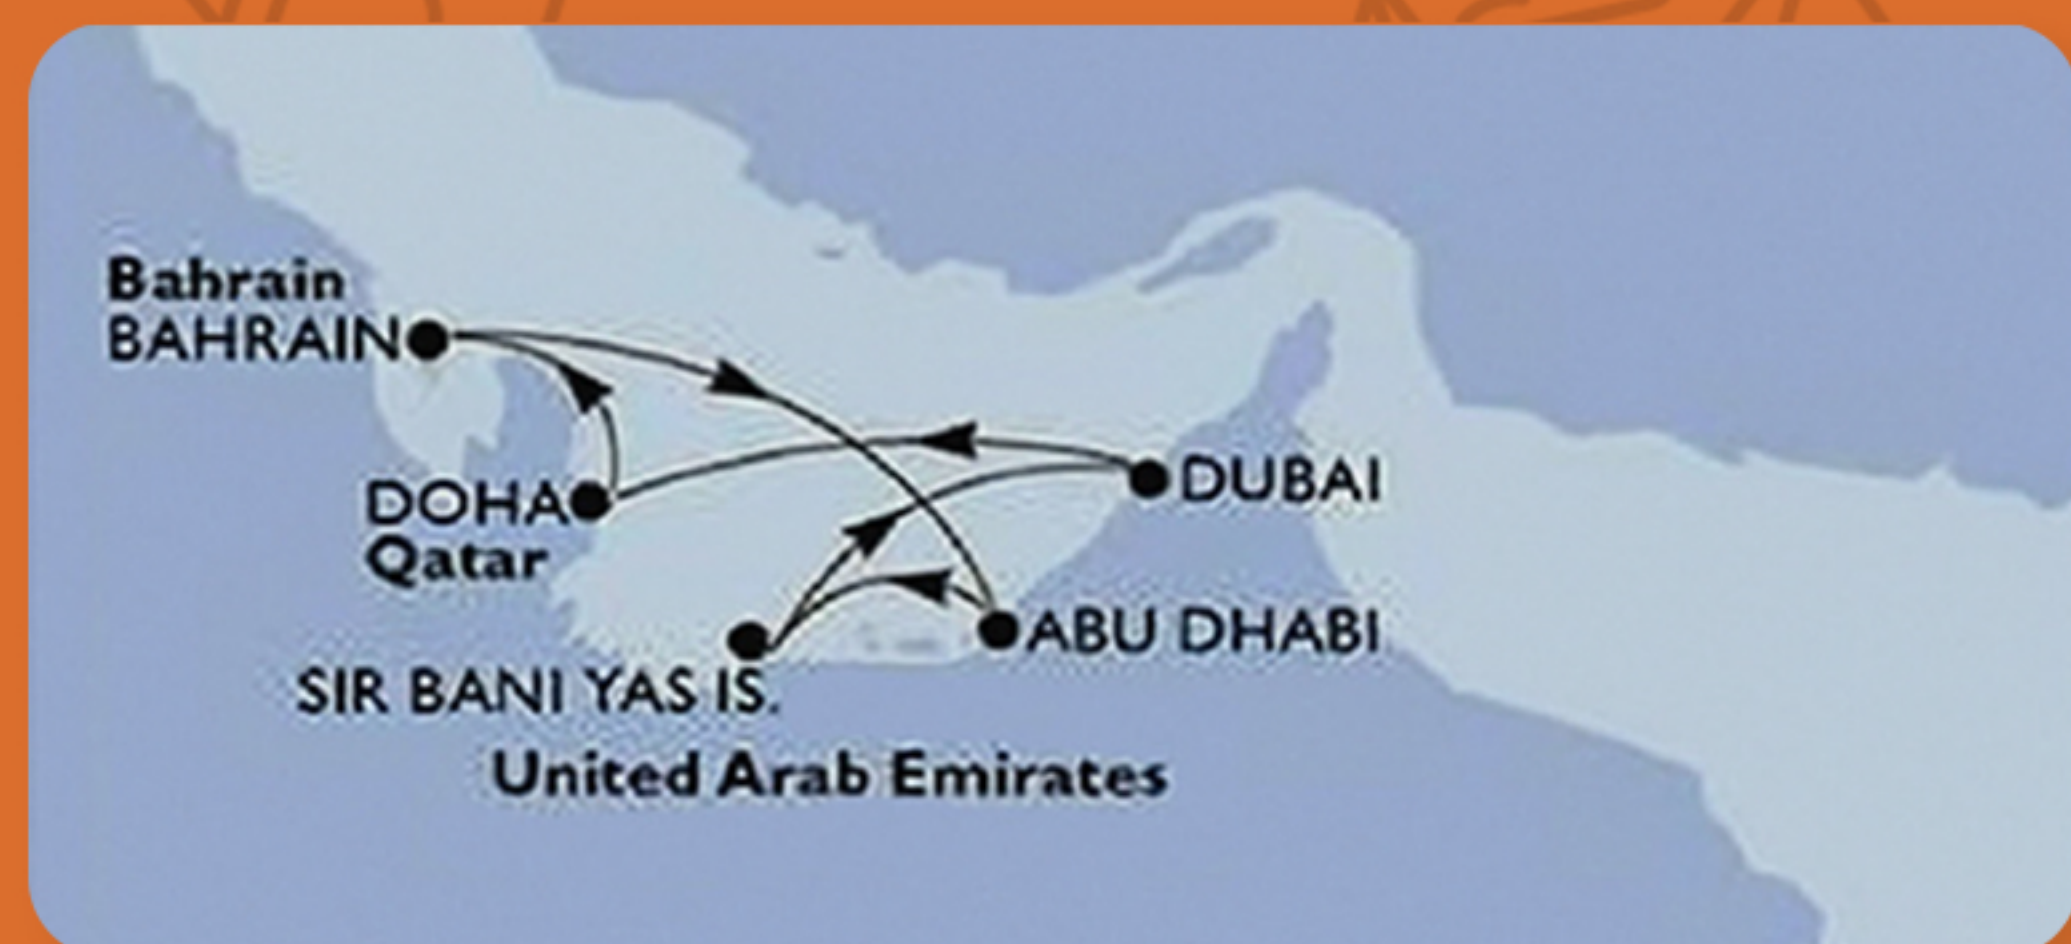 Bahrain
BAHRAIN
DOHA
Qatar
DUBAI
ABU DHABI
SIR BANI YAS IS.
United Arab Emirates